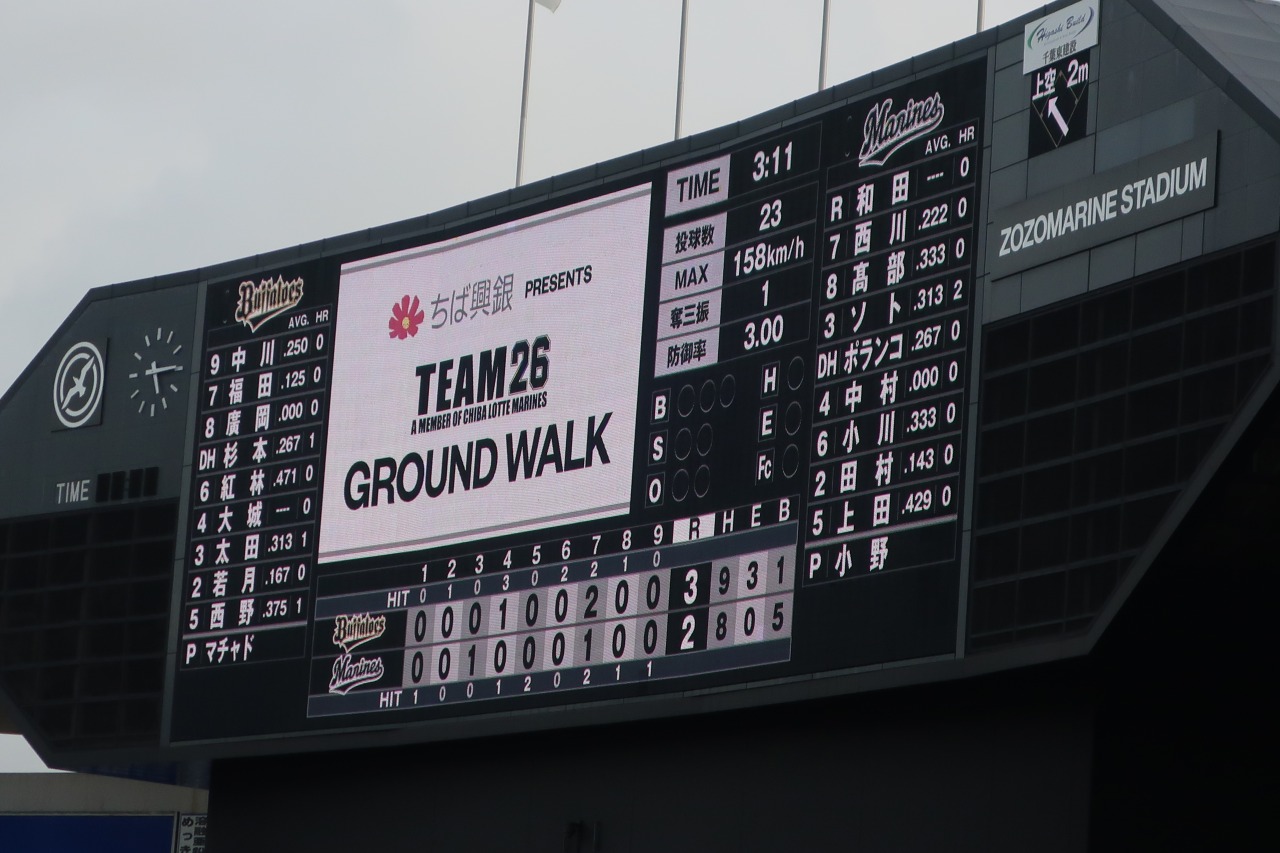 Hayashi Build
千葉東建設
上空 2m
ZOZOMARINE STADIUM
TIME
Buffaloes
AVG. HR
9 中川 .250 0
7 福田 .125 0
8 廣岡 .000 0
DH 杉本 .267 1
6 紅林 .471 0
4 大城 --- 0
3 太田 .313 1
2 若月 .167 0
5 西野 .375 1
P マチャド
ちば興銀 PRESENTS
TEAM26
A MEMBER OF CHIBA LOTTE MARINES
GROUND WALK
TIME 3:11
投球数 23
MAX 158km/h
奪三振 1
防御率 3.00
B H
S E
O Fc
Marines
AVG. HR
R 和田 ---- 0
7 西川 .222 0
8 髙部 .333 0
3 ソト .313 2
DH ポランコ .267 0
4 中村 .000 0
6 小川 .333 0
2 田村 .143 0
5 上田 .429 0
P 小野
1 2 3 4 5 6 7 8 9 R H E B
HIT 0 1 0 3 0 2 2 1 0
Buffaloes 0 0 0 1 0 0 2 0 0 3 9 3 1
Marines 0 0 1 0 0 0 1 0 0 2 8 0 5
HIT 1 0 0 1 2 0 2 1 1